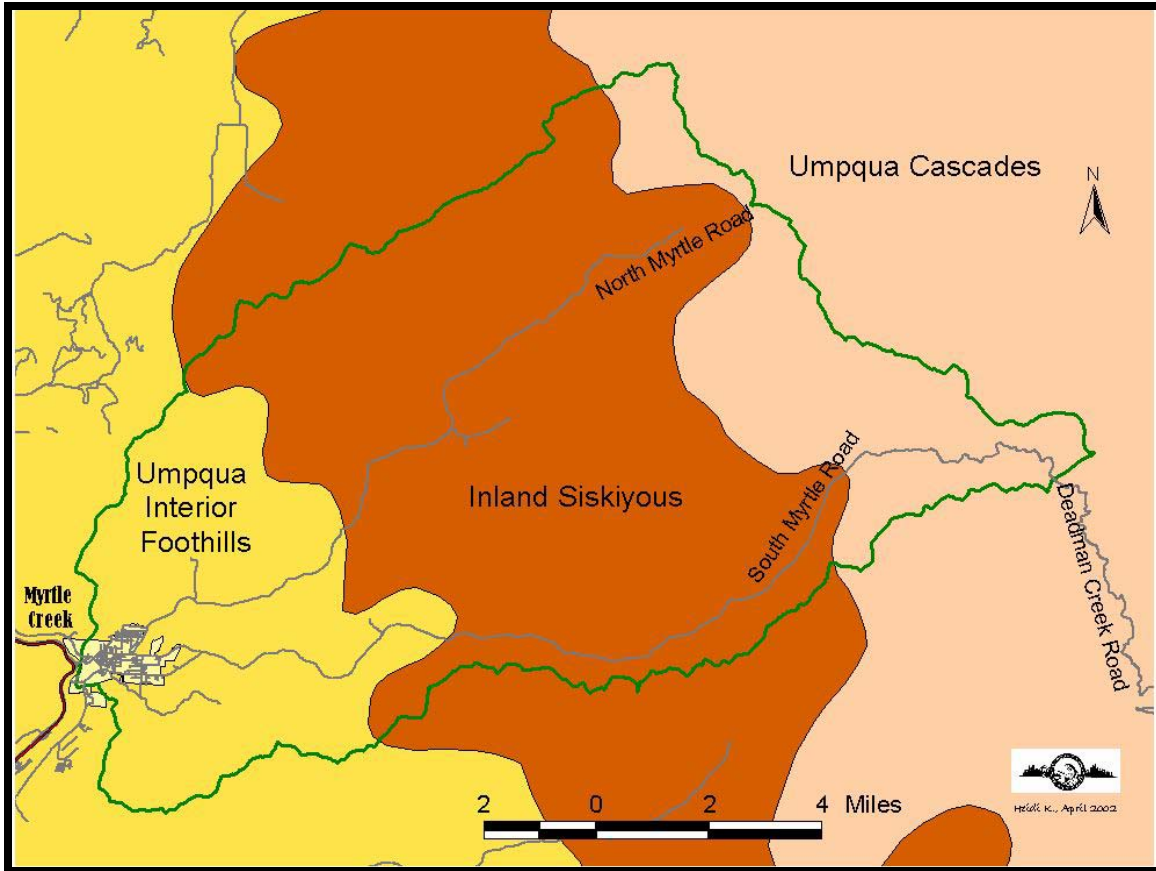 Umpqua Cascades
N
North Myrtle Road
Umpqua
Interior
Foothills
Inland Siskiyous
South Myrtle Road
Deadman Creek Road
Myrtle
Creek
2 0 2 4 Miles
Heidi K., April 2002